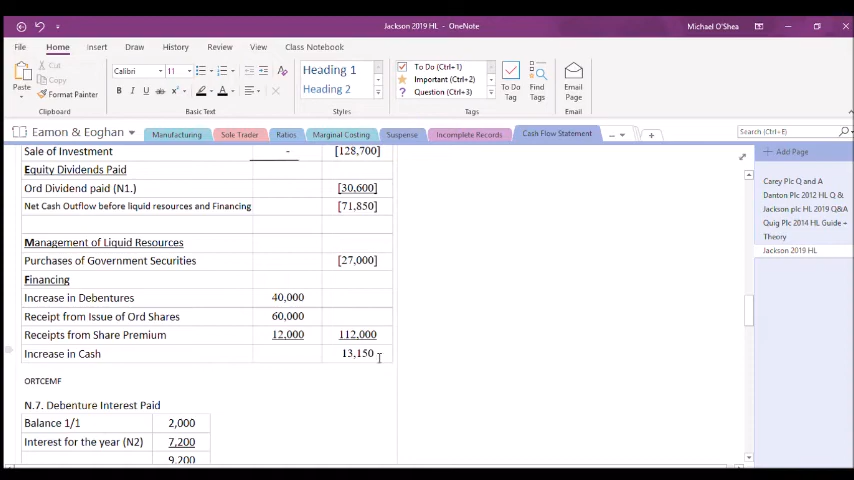 Jackson 2019 HL - OneNote
Michael O'Shea
File Home Insert Draw History Review View Class Notebook
Cut
Copy
Format Painter
Paste
Clipboard
Calibri 11
B I U
Basic Text
Heading 1
Heading 2
Styles
To Do (Ctrl+1)
Important (Ctrl+2)
Question (Ctrl+3)
Tags
To Do Tag
Find Tags
Email Page
Email
Eamon & Eoghan
Manufacturing Sole Trader Ratios Marginal Costing Suspense Incomplete Records Cash Flow Statement
Search (Ctrl+E)
Add Page
Carey Plc Q and A
Danton Plc 2012 HL Q &
Jackson plc HL 2019 Q&A
Quig Plc 2014 HL Guide +
Theory
Jackson 2019 HL
Sale of Investment - [128,700]
Equity Dividends Paid
Ord Dividend paid (N1.) [30,600]
Net Cash Outflow before liquid resources and Financing [71,850]
Management of Liquid Resources
Purchases of Government Securities [27,000]
Financing
Increase in Debentures 40,000
Receipt from Issue of Ord Shares 60,000
Receipts from Share Premium 12,000 112,000
Increase in Cash 13,150
ORTCEMF
N.7. Debenture Interest Paid
Balance 1/1 2,000
Interest for the year (N2) 7,200
9,200